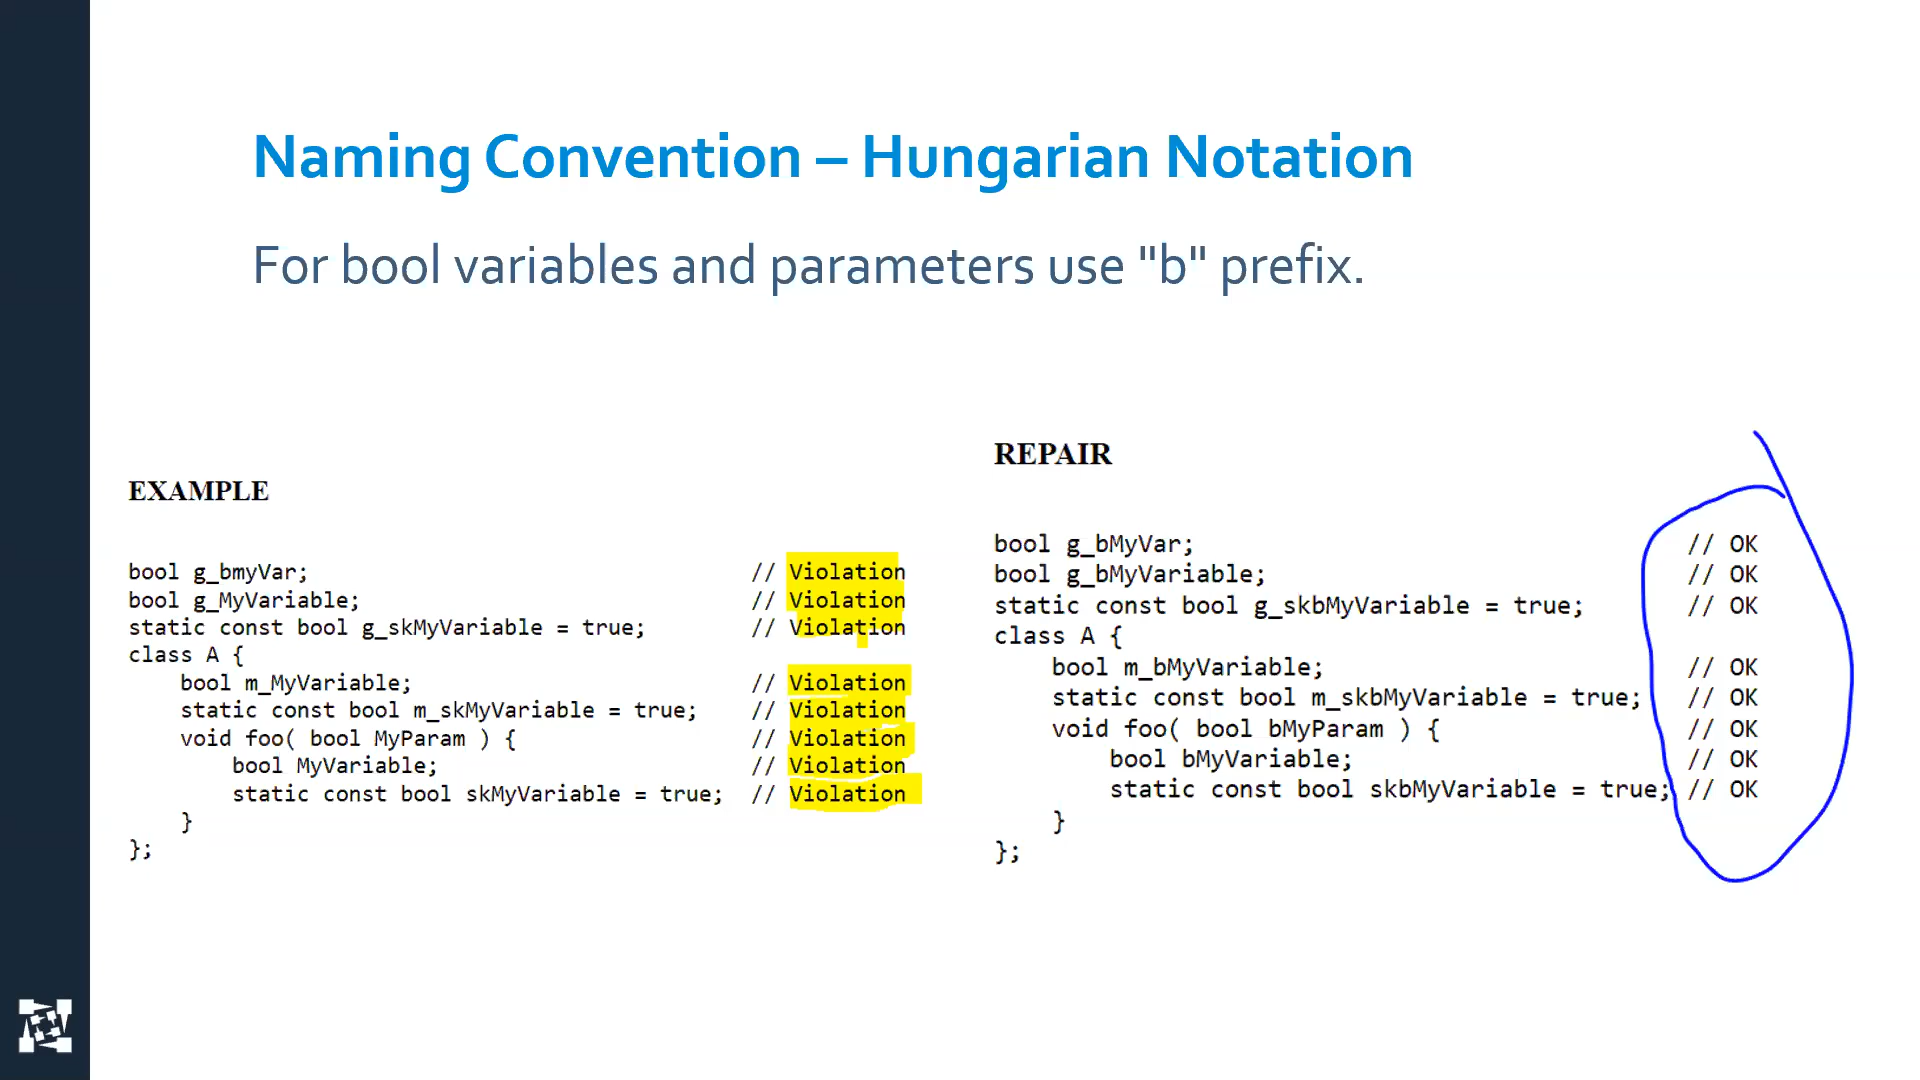 Naming Convention – Hungarian Notation
For bool variables and parameters use "b" prefix.
EXAMPLE
bool g_bmyVar; // Violation
bool g_MyVariable; // Violation
static const bool g_skMyVariable = true; // Violation
class A {
bool m_MyVariable; // Violation
static const bool m_skMyVariable = true; // Violation
void foo( bool MyParam ) { // Violation
bool MyVariable; // Violation
static const bool skMyVariable = true; // Violation
}
};
REPAIR
bool g_bMyVar; // OK
bool g_bMyVariable; // OK
static const bool g_skbMyVariable = true; // OK
class A {
bool m_bMyVariable; // OK
static const bool m_skbMyVariable = true; // OK
void foo( bool bMyParam ) { // OK
bool bMyVariable; // OK
static const bool skbMyVariable = true; // OK
}
};